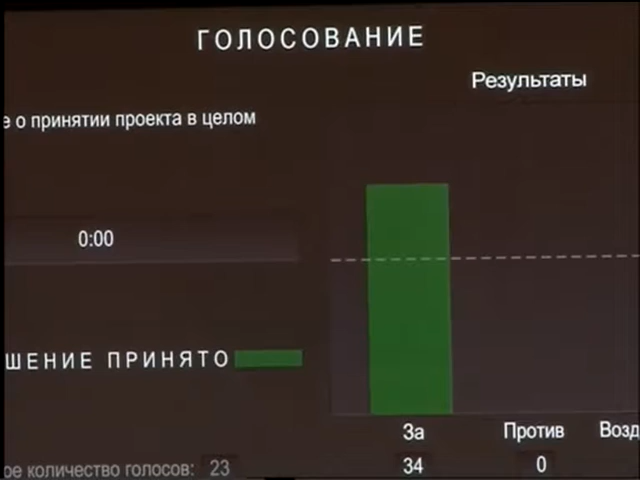 ГОЛОСОВАНИЕ
Результаты
е о принятии проекта в целом
0:00
ШЕНИЕ ПРИНЯТО
За Против Возд
ое количество голосов: 23 34 0